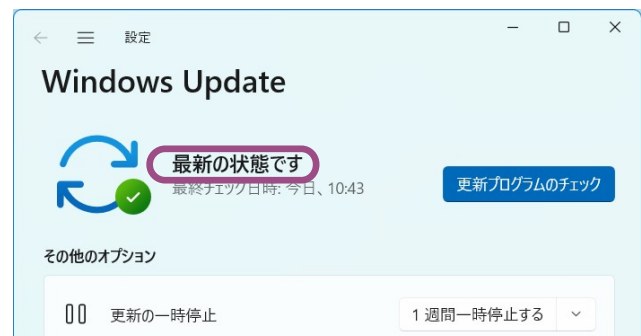 設定
Windows Update
最新の状態です
最終チェック日時: 今日、10:43
更新プログラムのチェック
その他のオプション
更新の一時停止
1 週間一時停止する